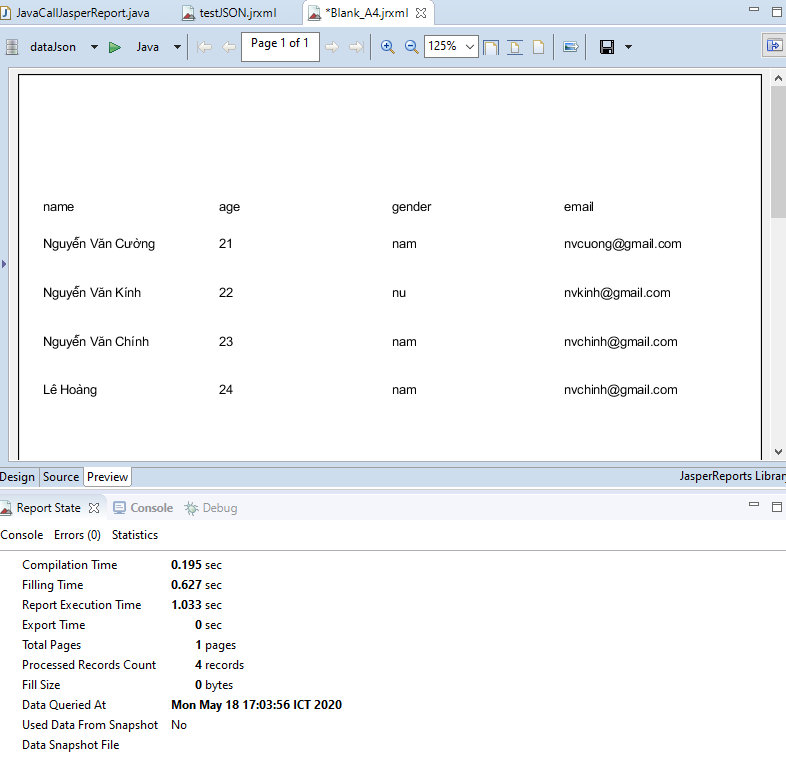 JavaCallJasperReport.java testJSON.jrxml *Blank_A4.jrxml
dataJson Java Page 1 of 1 125%
name age gender email
Nguyễn Văn Cường 21 nam nvcuong@gmail.com
Nguyễn Văn Kính 22 nu nvkinh@gmail.com
Nguyễn Văn Chính 23 nam nvchinh@gmail.com
Lê Hoàng 24 nam nvchinh@gmail.com
Design Source Preview JasperReports Library
Report State Console Debug
Console Errors (0) Statistics
Compilation Time 0.195 sec
Filling Time 0.627 sec
Report Execution Time 1.033 sec
Export Time 0 sec
Total Pages 1 pages
Processed Records Count 4 records
Fill Size 0 bytes
Data Queried At Mon May 18 17:03:56 ICT 2020
Used Data From Snapshot No
Data Snapshot File